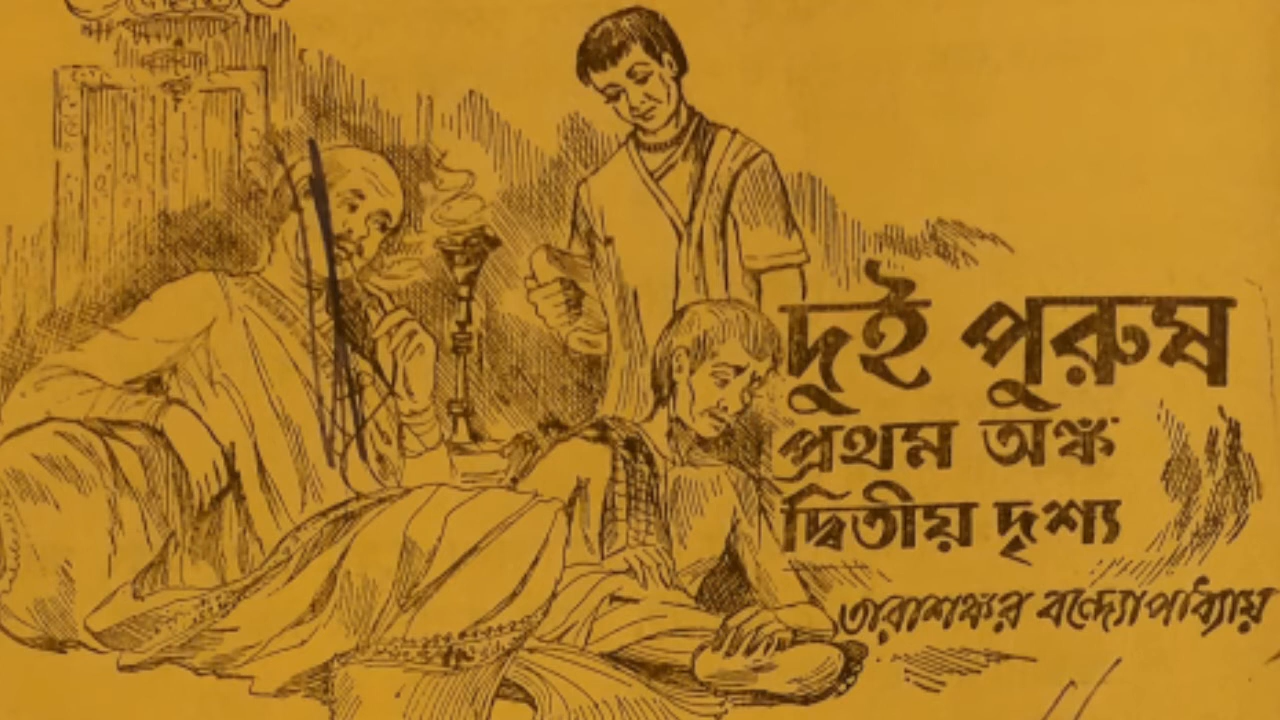 দুই পুরুষ
প্রথম অঙ্ক
দ্বিতীয় দৃশ্য
তারাশঙ্কর বন্দ্যোপাধ্যায়